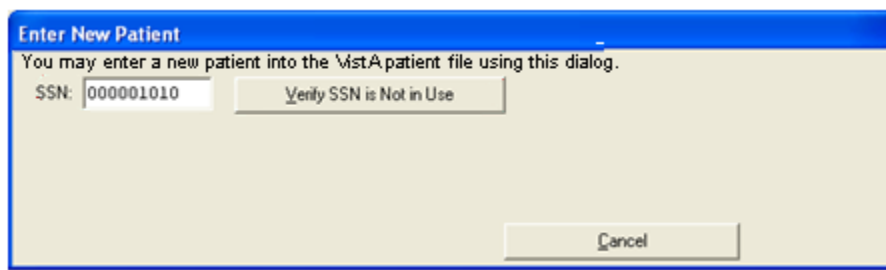 Enter New Patient
You may enter a new patient into the VistA patient file using this dialog.
SSN: 000001010 Verify SSN is Not in Use
Cancel